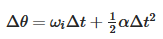 Δθ = ωᵢΔt + ½αΔt²